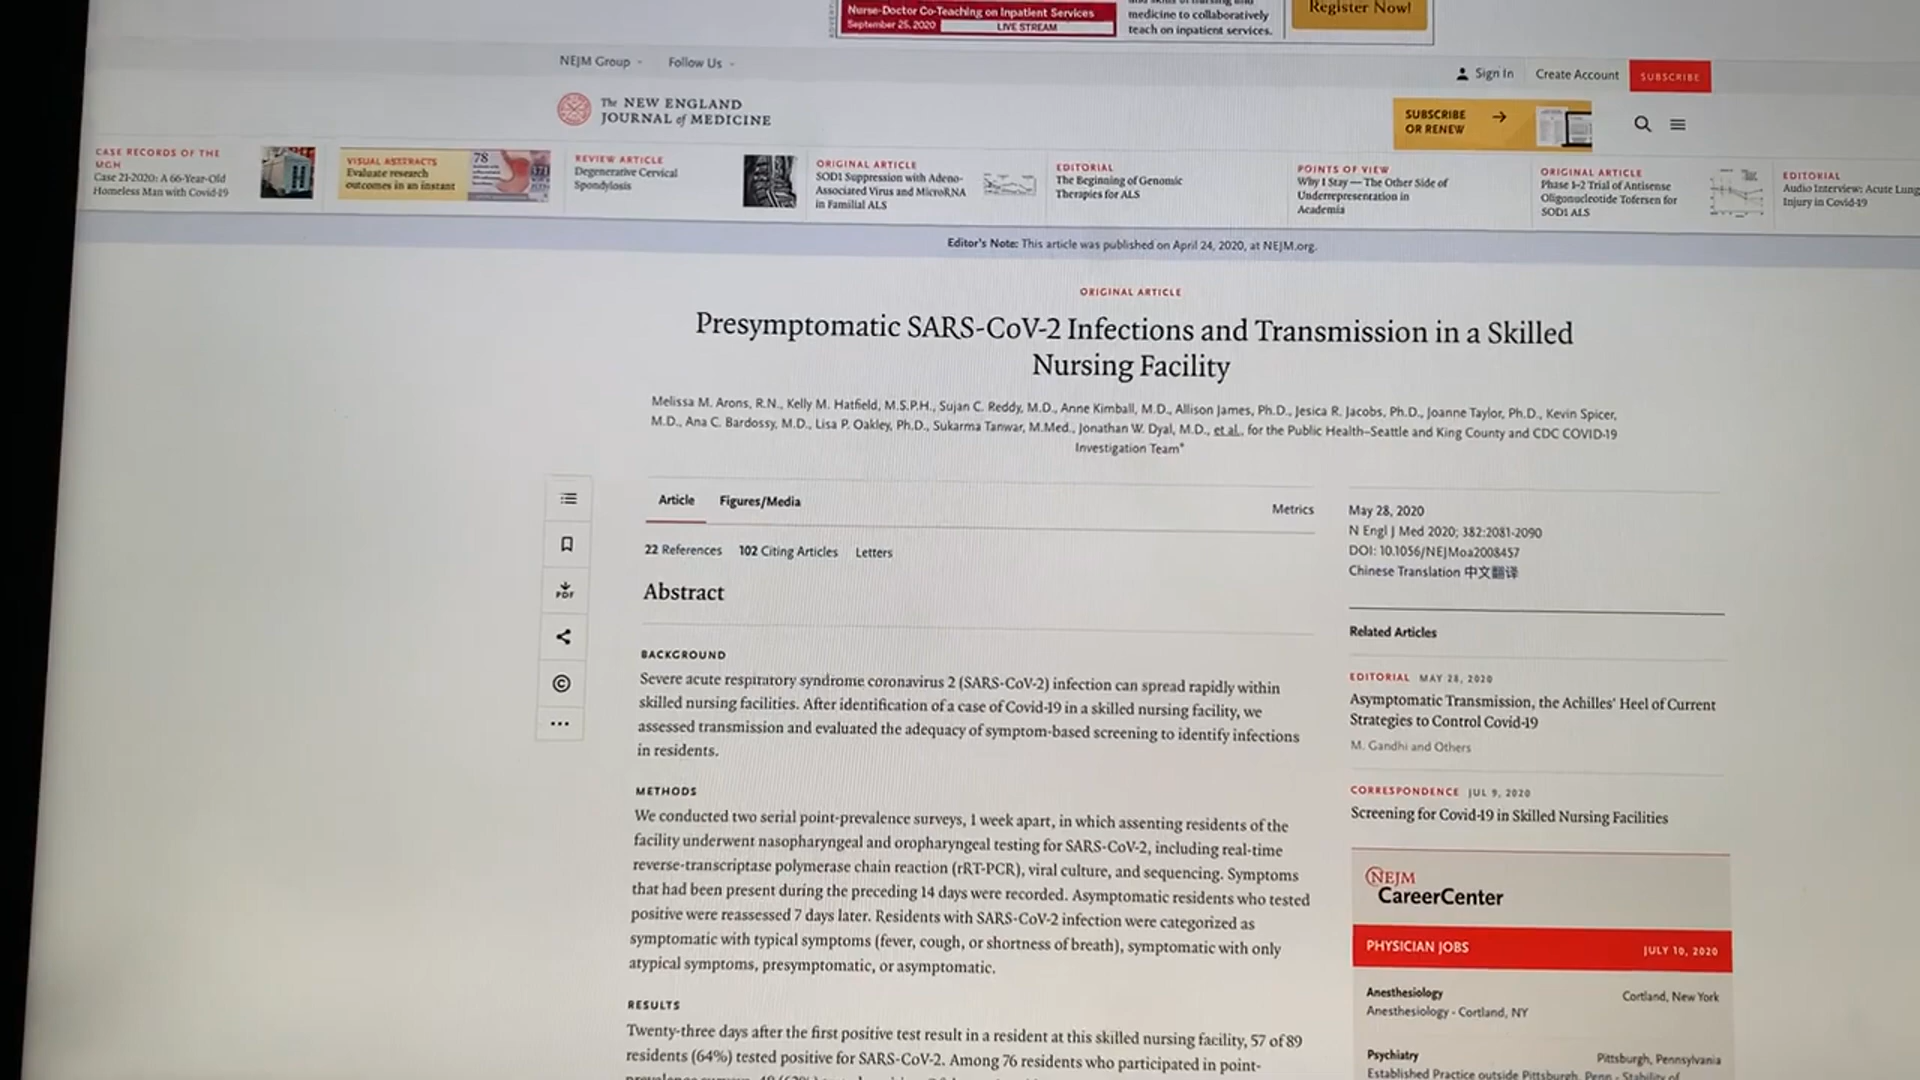 Nurse-Doctor Co-Teaching on Inpatient Services
September 25, 2020 LIVE STREAM
medicine to collaboratively
teach on inpatient services.
Register Now!
NEJM Group Follow Us
Sign In Create Account SUBSCRIBE
The NEW ENGLAND
JOURNAL of MEDICINE
SUBSCRIBE
OR RENEW
CASE RECORDS OF THE
MGH
Case 21-2020: A 66-Year-Old
Homeless Man with Covid-19
VISUAL ABSTRACTS
Evaluate research
outcomes in an instant
78
REVIEW ARTICLE
Degenerative Cervical
Spondylosis
ORIGINAL ARTICLE
SOD1 Suppression with Adeno-
Associated Virus and MicroRNA
in Familial ALS
EDITORIAL
The Beginning of Genomic
Therapies for ALS
POINTS OF VIEW
Why I Stay — The Other Side of
Underrepresentation in
Academia
ORIGINAL ARTICLE
Phase 1–2 Trial of Antisense
Oligonucleotide Tofersen for
SOD1 ALS
EDITORIAL
Audio Interview: Acute Lung
Injury in Covid-19
Editor's Note: This article was published on April 24, 2020, at NEJM.org.
ORIGINAL ARTICLE
Presymptomatic SARS-CoV-2 Infections and Transmission in a Skilled
Nursing Facility
Melissa M. Arons, R.N., Kelly M. Hatfield, M.S.P.H., Sujan C. Reddy, M.D., Anne Kimball, M.D., Allison James, Ph.D., Jesica R. Jacobs, Ph.D., Joanne Taylor, Ph.D., Kevin Spicer,
M.D., Ana C. Bardossy, M.D., Lisa P. Oakley, Ph.D., Sukarma Tanwar, M.Med., Jonathan W. Dyal, M.D., et al., for the Public Health–Seattle and King County and CDC COVID-19
Investigation Team*
Article Figures/Media Metrics
22 References 102 Citing Articles Letters
PDF
Abstract
BACKGROUND
Severe acute respiratory syndrome coronavirus 2 (SARS-CoV-2) infection can spread rapidly within
skilled nursing facilities. After identification of a case of Covid-19 in a skilled nursing facility, we
assessed transmission and evaluated the adequacy of symptom-based screening to identify infections
in residents.
METHODS
We conducted two serial point-prevalence surveys, 1 week apart, in which assenting residents of the
facility underwent nasopharyngeal and oropharyngeal testing for SARS-CoV-2, including real-time
reverse-transcriptase polymerase chain reaction (rRT-PCR), viral culture, and sequencing. Symptoms
that had been present during the preceding 14 days were recorded. Asymptomatic residents who tested
positive were reassessed 7 days later. Residents with SARS-CoV-2 infection were categorized as
symptomatic with typical symptoms (fever, cough, or shortness of breath), symptomatic with only
atypical symptoms, presymptomatic, or asymptomatic.
RESULTS
Twenty-three days after the first positive test result in a resident at this skilled nursing facility, 57 of 89
residents (64%) tested positive for SARS-CoV-2. Among 76 residents who participated in point-
May 28, 2020
N Engl J Med 2020; 382:2081-2090
DOI: 10.1056/NEJMoa2008457
Chinese Translation 中文翻译
Related Articles
EDITORIAL MAY 28, 2020
Asymptomatic Transmission, the Achilles' Heel of Current
Strategies to Control Covid-19
M. Gandhi and Others
CORRESPONDENCE JUL 9, 2020
Screening for Covid-19 in Skilled Nursing Facilities
NEJM
CareerCenter
PHYSICIAN JOBS JULY 10, 2020
Anesthesiology Cortland, New York
Anesthesiology - Cortland, NY
Psychiatry Pittsburgh, Pennsylvania
Established Practice outside Pittsburgh, Penn - Stability of